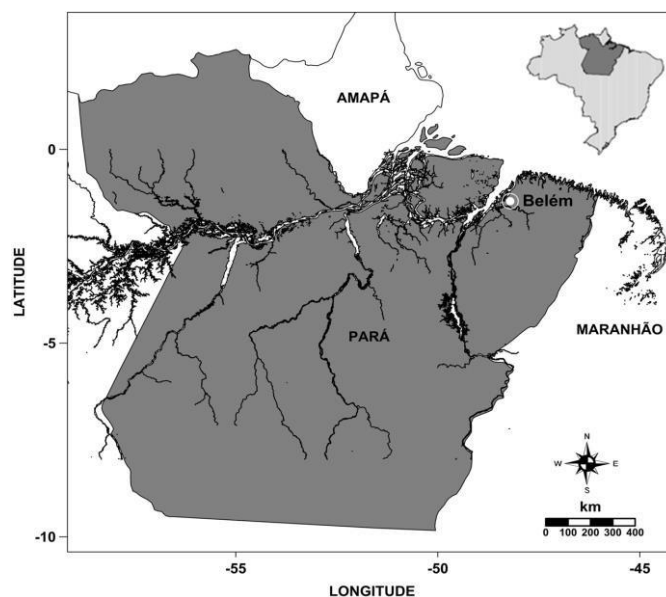 AMAPÁ
0
Belém
LATITUDE
MARANHÃO
PARÁ
-5
N
W E
S
km
0 100 200 300 400
-10
-55 -50 -45
LONGITUDE